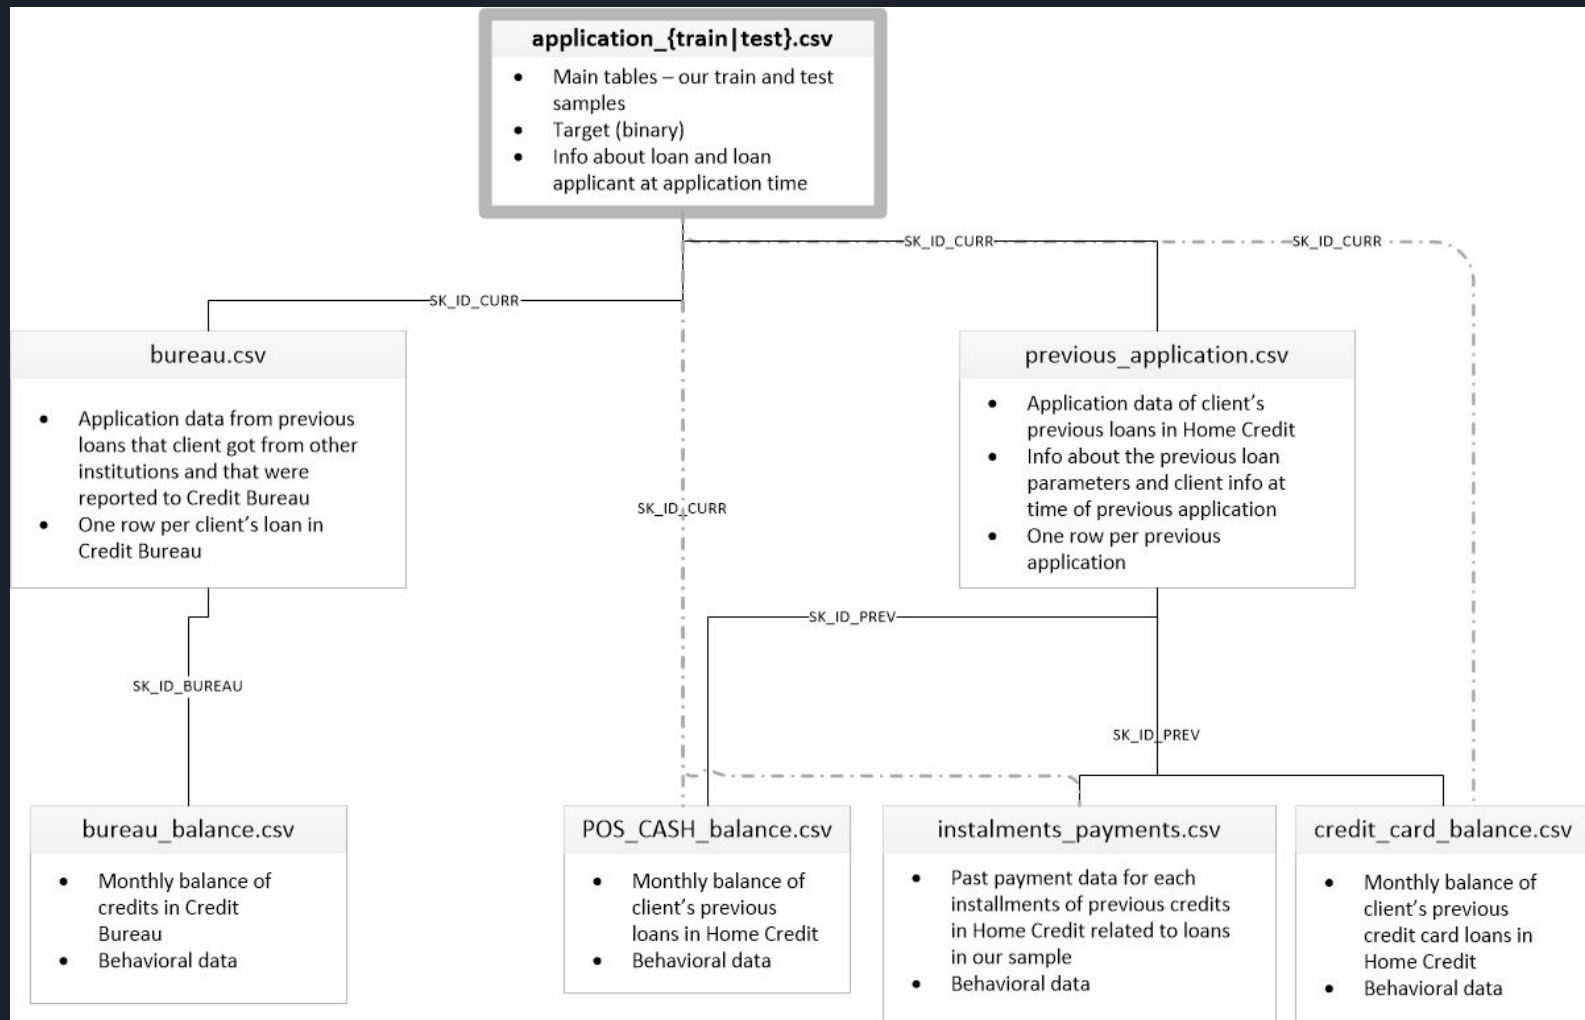 application_{train|test}.csv
• Main tables – our train and test
samples
• Target (binary)
• Info about loan and loan
applicant at application time
SK_ID_CURR
SK_ID_CURR
SK_ID_CURR
bureau.csv
• Application data from previous
loans that client got from other
institutions and that were
reported to Credit Bureau
• One row per client's loan in
Credit Bureau
previous_application.csv
• Application data of client's
previous loans in Home Credit
• Info about the previous loan
parameters and client info at
time of previous application
• One row per previous
application
SK_ID_CURR
SK_ID_PREV
SK_ID_BUREAU
SK_ID_PREV
bureau_balance.csv
• Monthly balance of
credits in Credit
Bureau
• Behavioral data
POS_CASH_balance.csv
• Monthly balance of
client's previous
loans in Home Credit
• Behavioral data
instalments_payments.csv
• Past payment data for each
installments of previous credits
in Home Credit related to loans
in our sample
• Behavioral data
credit_card_balance.csv
• Monthly balance of
client's previous
credit card loans in
Home Credit
• Behavioral data